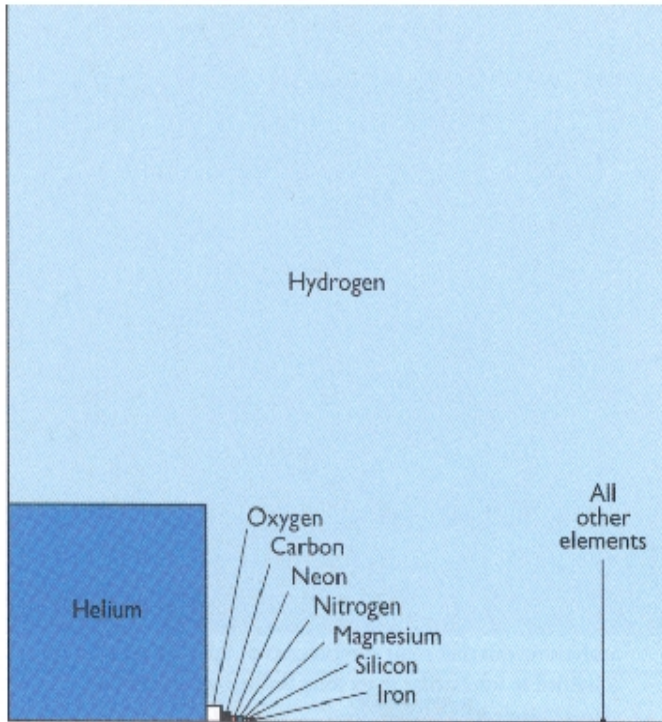 Hydrogen
All
other
elements
Oxygen
Carbon
Neon
Nitrogen
Magnesium
Silicon
Iron
Helium